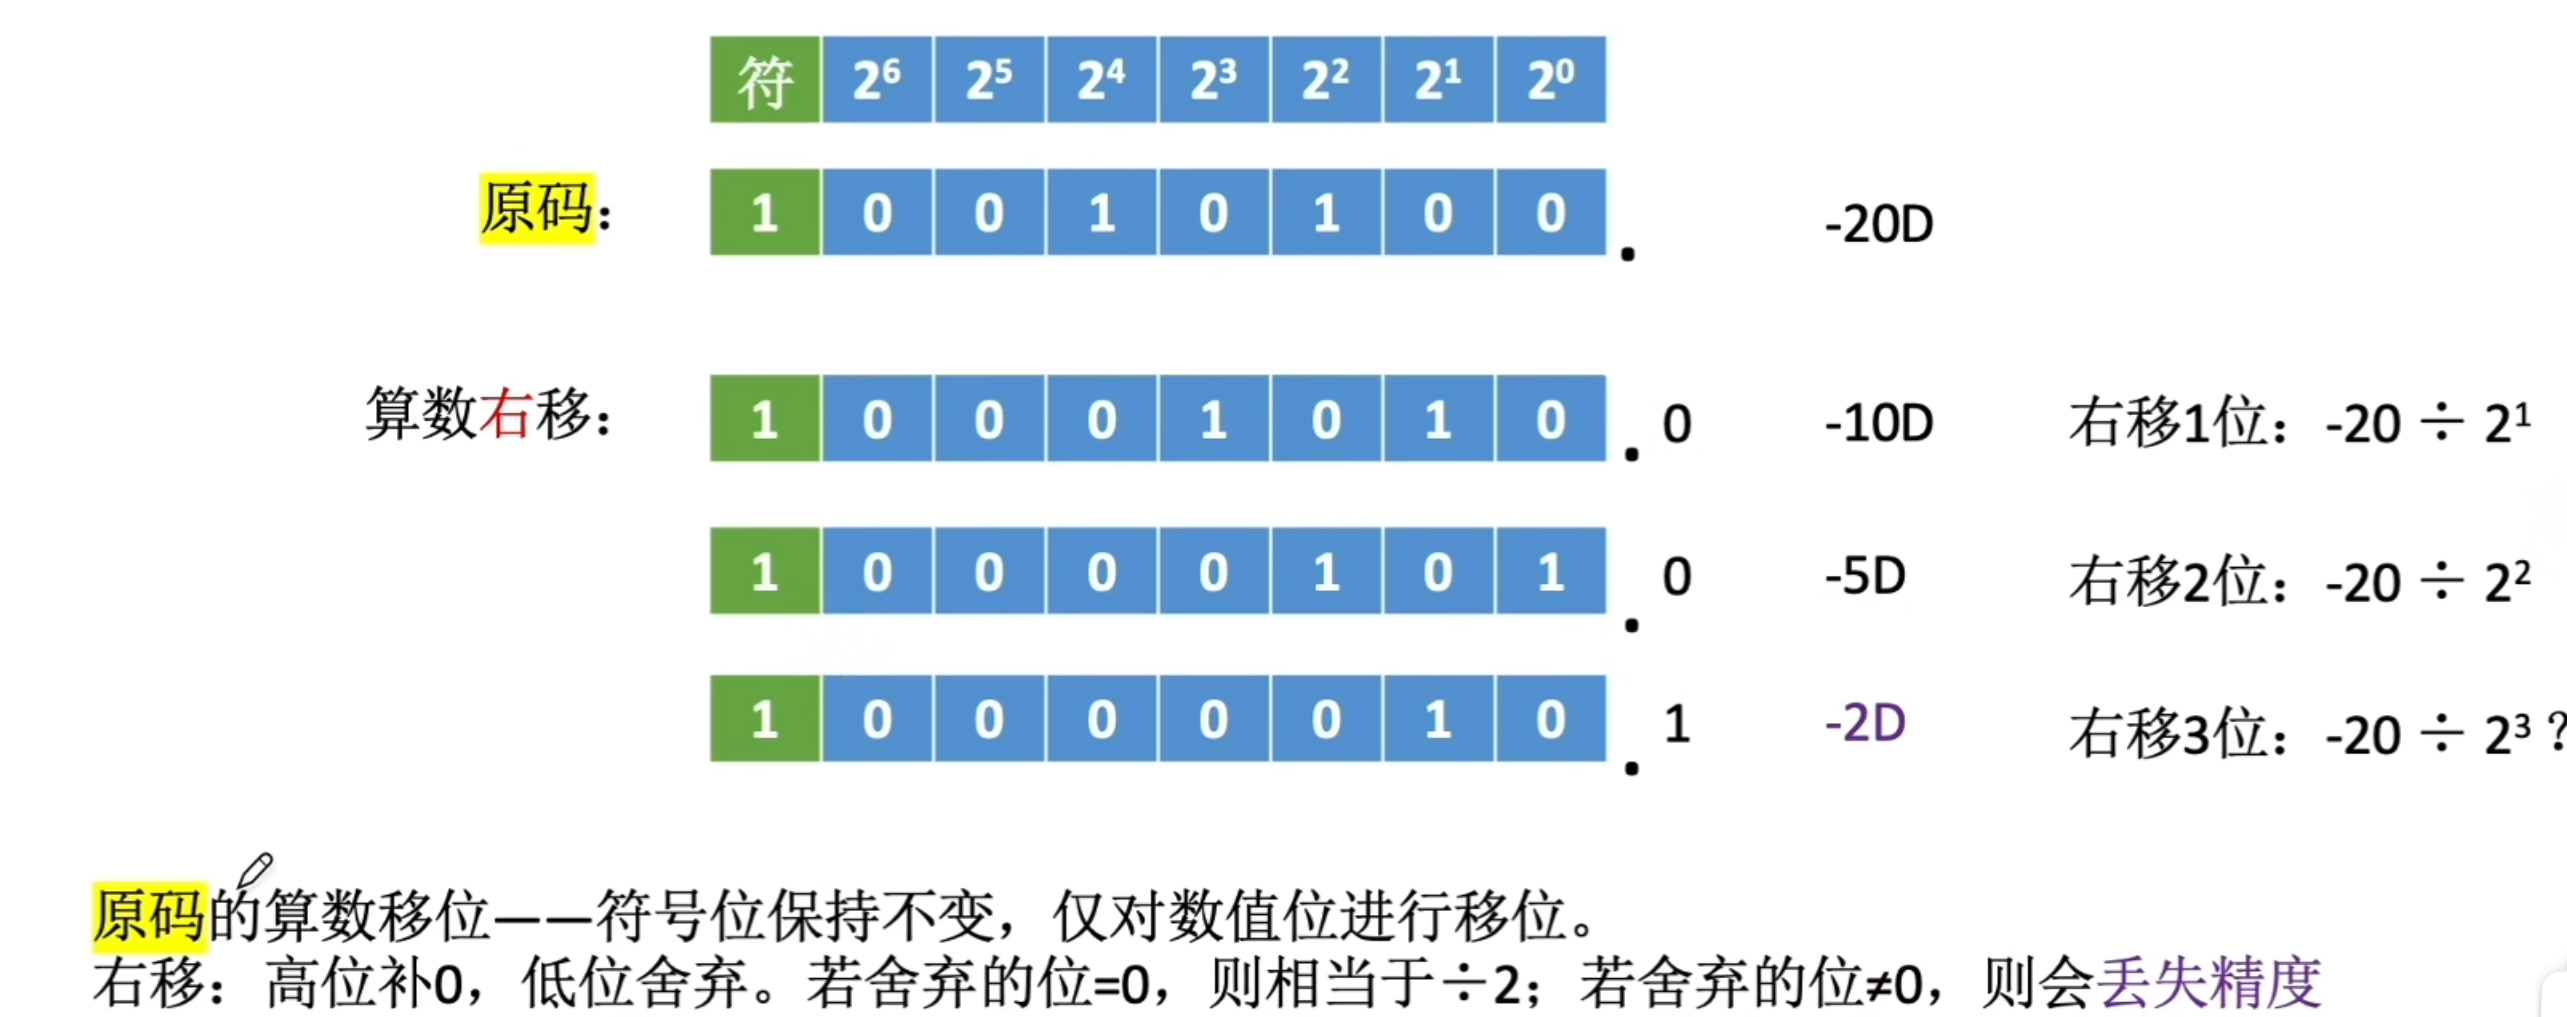 符 2⁶ 2⁵ 2⁴ 2³ 2² 2¹ 2⁰
原码： 1 0 0 1 0 1 0 0 . -20D
算数右移： 1 0 0 0 1 0 1 0 . 0 -10D 右移1位：-20 ÷ 2¹
1 0 0 0 0 1 0 1 . 0 -5D 右移2位：-20 ÷ 2²
1 0 0 0 0 0 1 0 . 1 -2D 右移3位：-20 ÷ 2³？
原码的算数移位——符号位保持不变，仅对数值位进行移位。
右移：高位补0，低位舍弃。若舍弃的位=0，则相当于÷2；若舍弃的位≠0，则会丢失精度